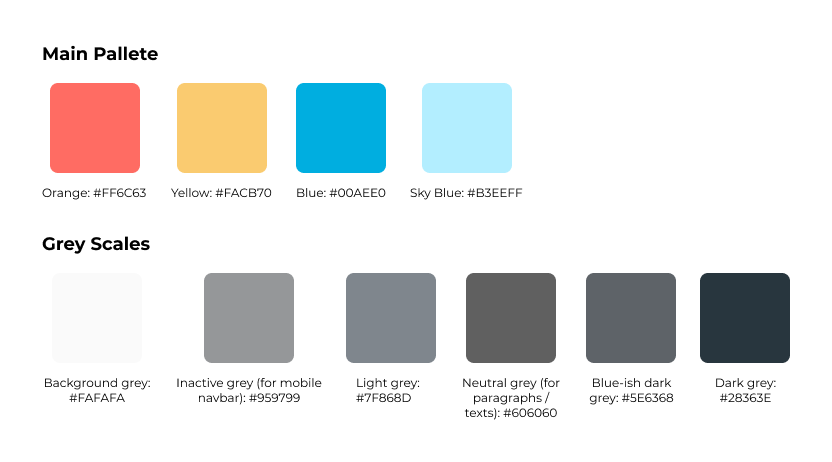 Main Pallete
Orange: #FF6C63
Yellow: #FACB70
Blue: #00AEE0
Sky Blue: #B3EEFF
Grey Scales
Background grey:
#FAFAFA
Inactive grey (for mobile
navbar): #959799
Light grey:
#7F868D
Neutral grey (for
paragraphs /
texts): #606060
Blue-ish dark
grey: #5E6368
Dark grey:
#28363E